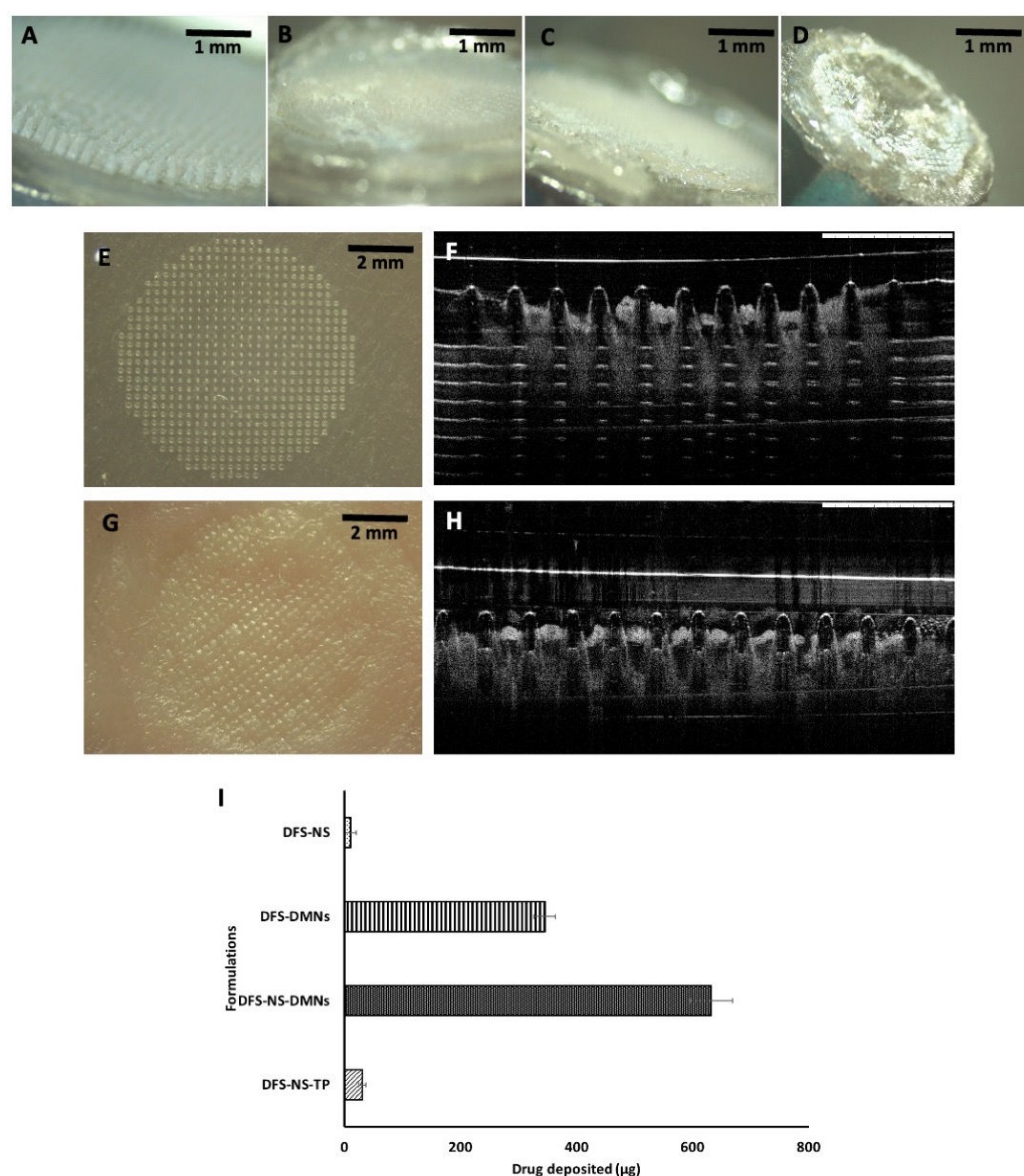 A
1 mm
B
1 mm
C
1 mm
D
1 mm
E
2 mm
F
G
2 mm
H
I
DFS-NS
DFS-DMNs
Formulations
DFS-NS-DMNs
DFS-NS-TP
0 200 400 600 800
Drug deposited (µg)